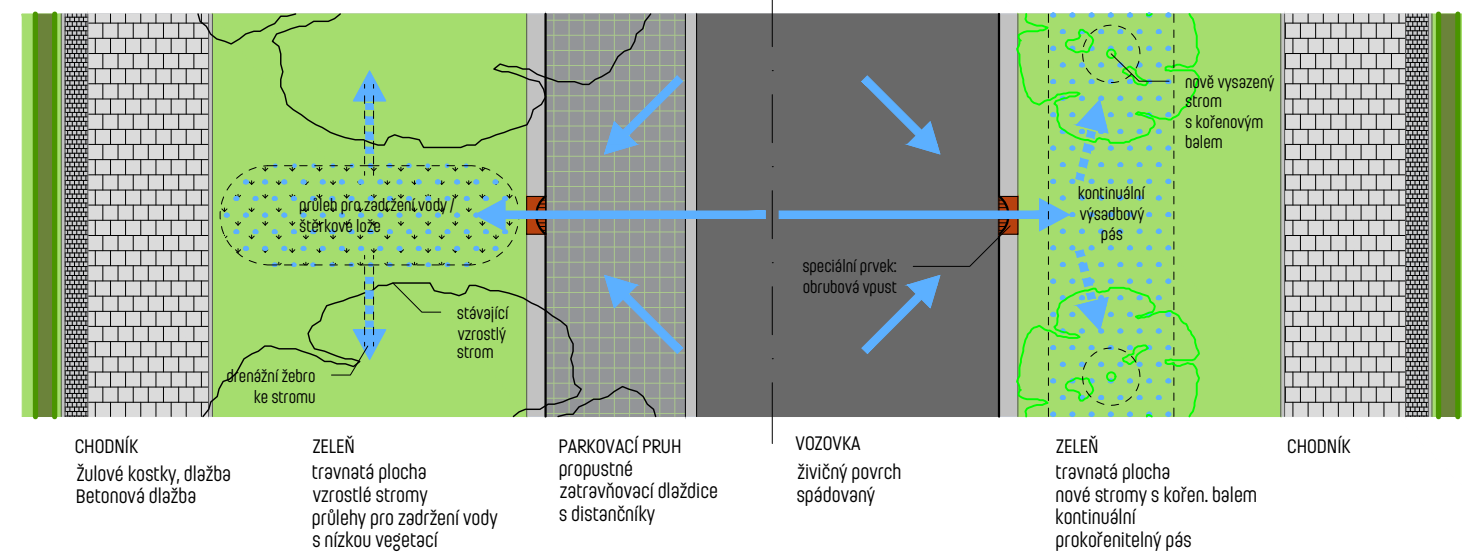 nově vysazený
strom
s kořenovým
balem
průleh pro zadržení vody /
štěrkové lože
kontinuální
výsadbový
pás
speciální prvek:
obrubová vpust
stávající
vzrostlý
strom
drenážní žebro
ke stromu
CHODNÍK
Žulové kostky, dlažba
Betonová dlažba
ZELEŇ
travnatá plocha
vzrostlé stromy
průlehy pro zadržení vody
s nízkou vegetací
PARKOVACÍ PRUH
propustné
zatravňovací dlaždice
s distančníky
VOZOVKA
živičný povrch
spádovaný
ZELEŇ
travnatá plocha
nové stromy s kořen. balem
kontinuální
prokořenitelný pás
CHODNÍK